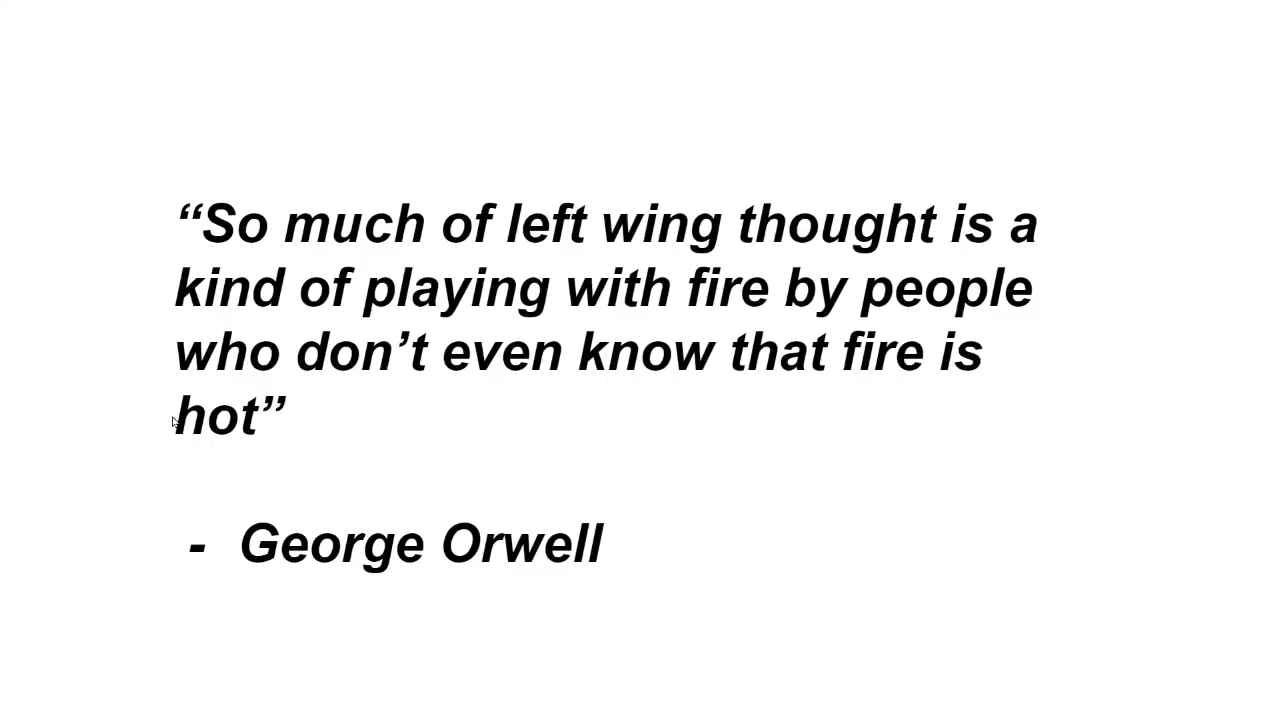 “So much of left wing thought is a
kind of playing with fire by people
who don’t even know that fire is
hot”
- George Orwell